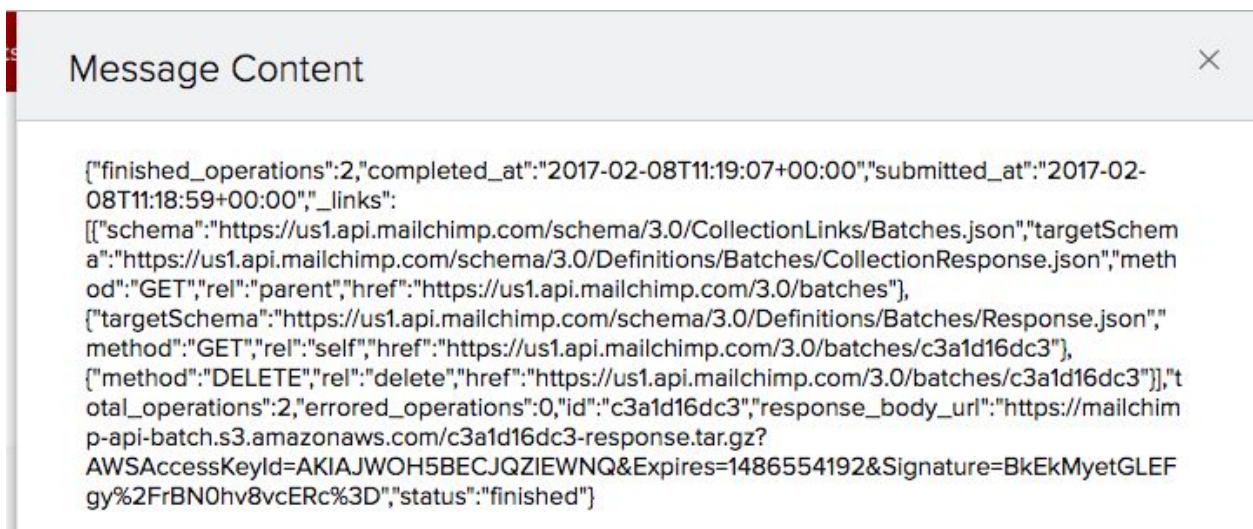 ts
Message Content
{"finished_operations":2,"completed_at":"2017-02-08T11:19:07+00:00","submitted_at":"2017-02-
08T11:18:59+00:00","_links":
[{"schema":"https://us1.api.mailchimp.com/schema/3.0/CollectionLinks/Batches.json","targetSchem
a":"https://us1.api.mailchimp.com/schema/3.0/Definitions/Batches/CollectionResponse.json","meth
od":"GET","rel":"parent","href":"https://us1.api.mailchimp.com/3.0/batches"},
{"targetSchema":"https://us1.api.mailchimp.com/schema/3.0/Definitions/Batches/Response.json","
method":"GET","rel":"self","href":"https://us1.api.mailchimp.com/3.0/batches/c3a1d16dc3"},
{"method":"DELETE","rel":"delete","href":"https://us1.api.mailchimp.com/3.0/batches/c3a1d16dc3"}],"t
otal_operations":2,"errored_operations":0,"id":"c3a1d16dc3","response_body_url":"https://mailchim
p-api-batch.s3.amazonaws.com/c3a1d16dc3-response.tar.gz?
AWSAccessKeyId=AKIAJWOH5BECJQZIEWNQ&Expires=1486554192&Signature=BkEkMyetGLEF
gy%2FrBN0hv8vcERc%3D","status":"finished"}